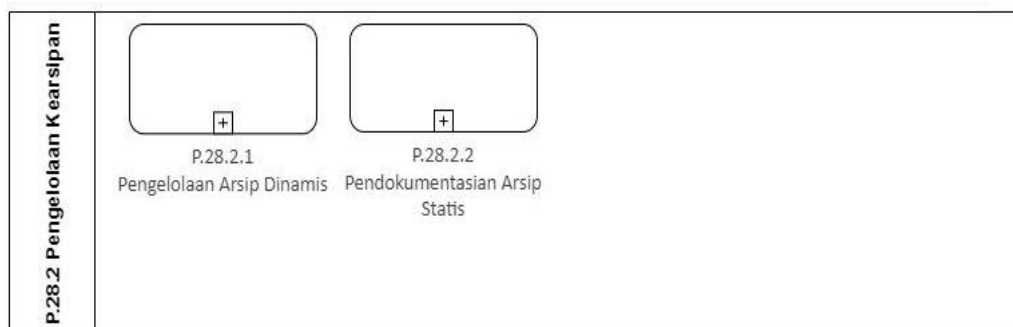 P.28.2 Pengelolaan Kearsipan
P.28.2.1
Pengelolaan Arsip Dinamis
P.28.2.2
Pendokumentasian Arsip
Statis